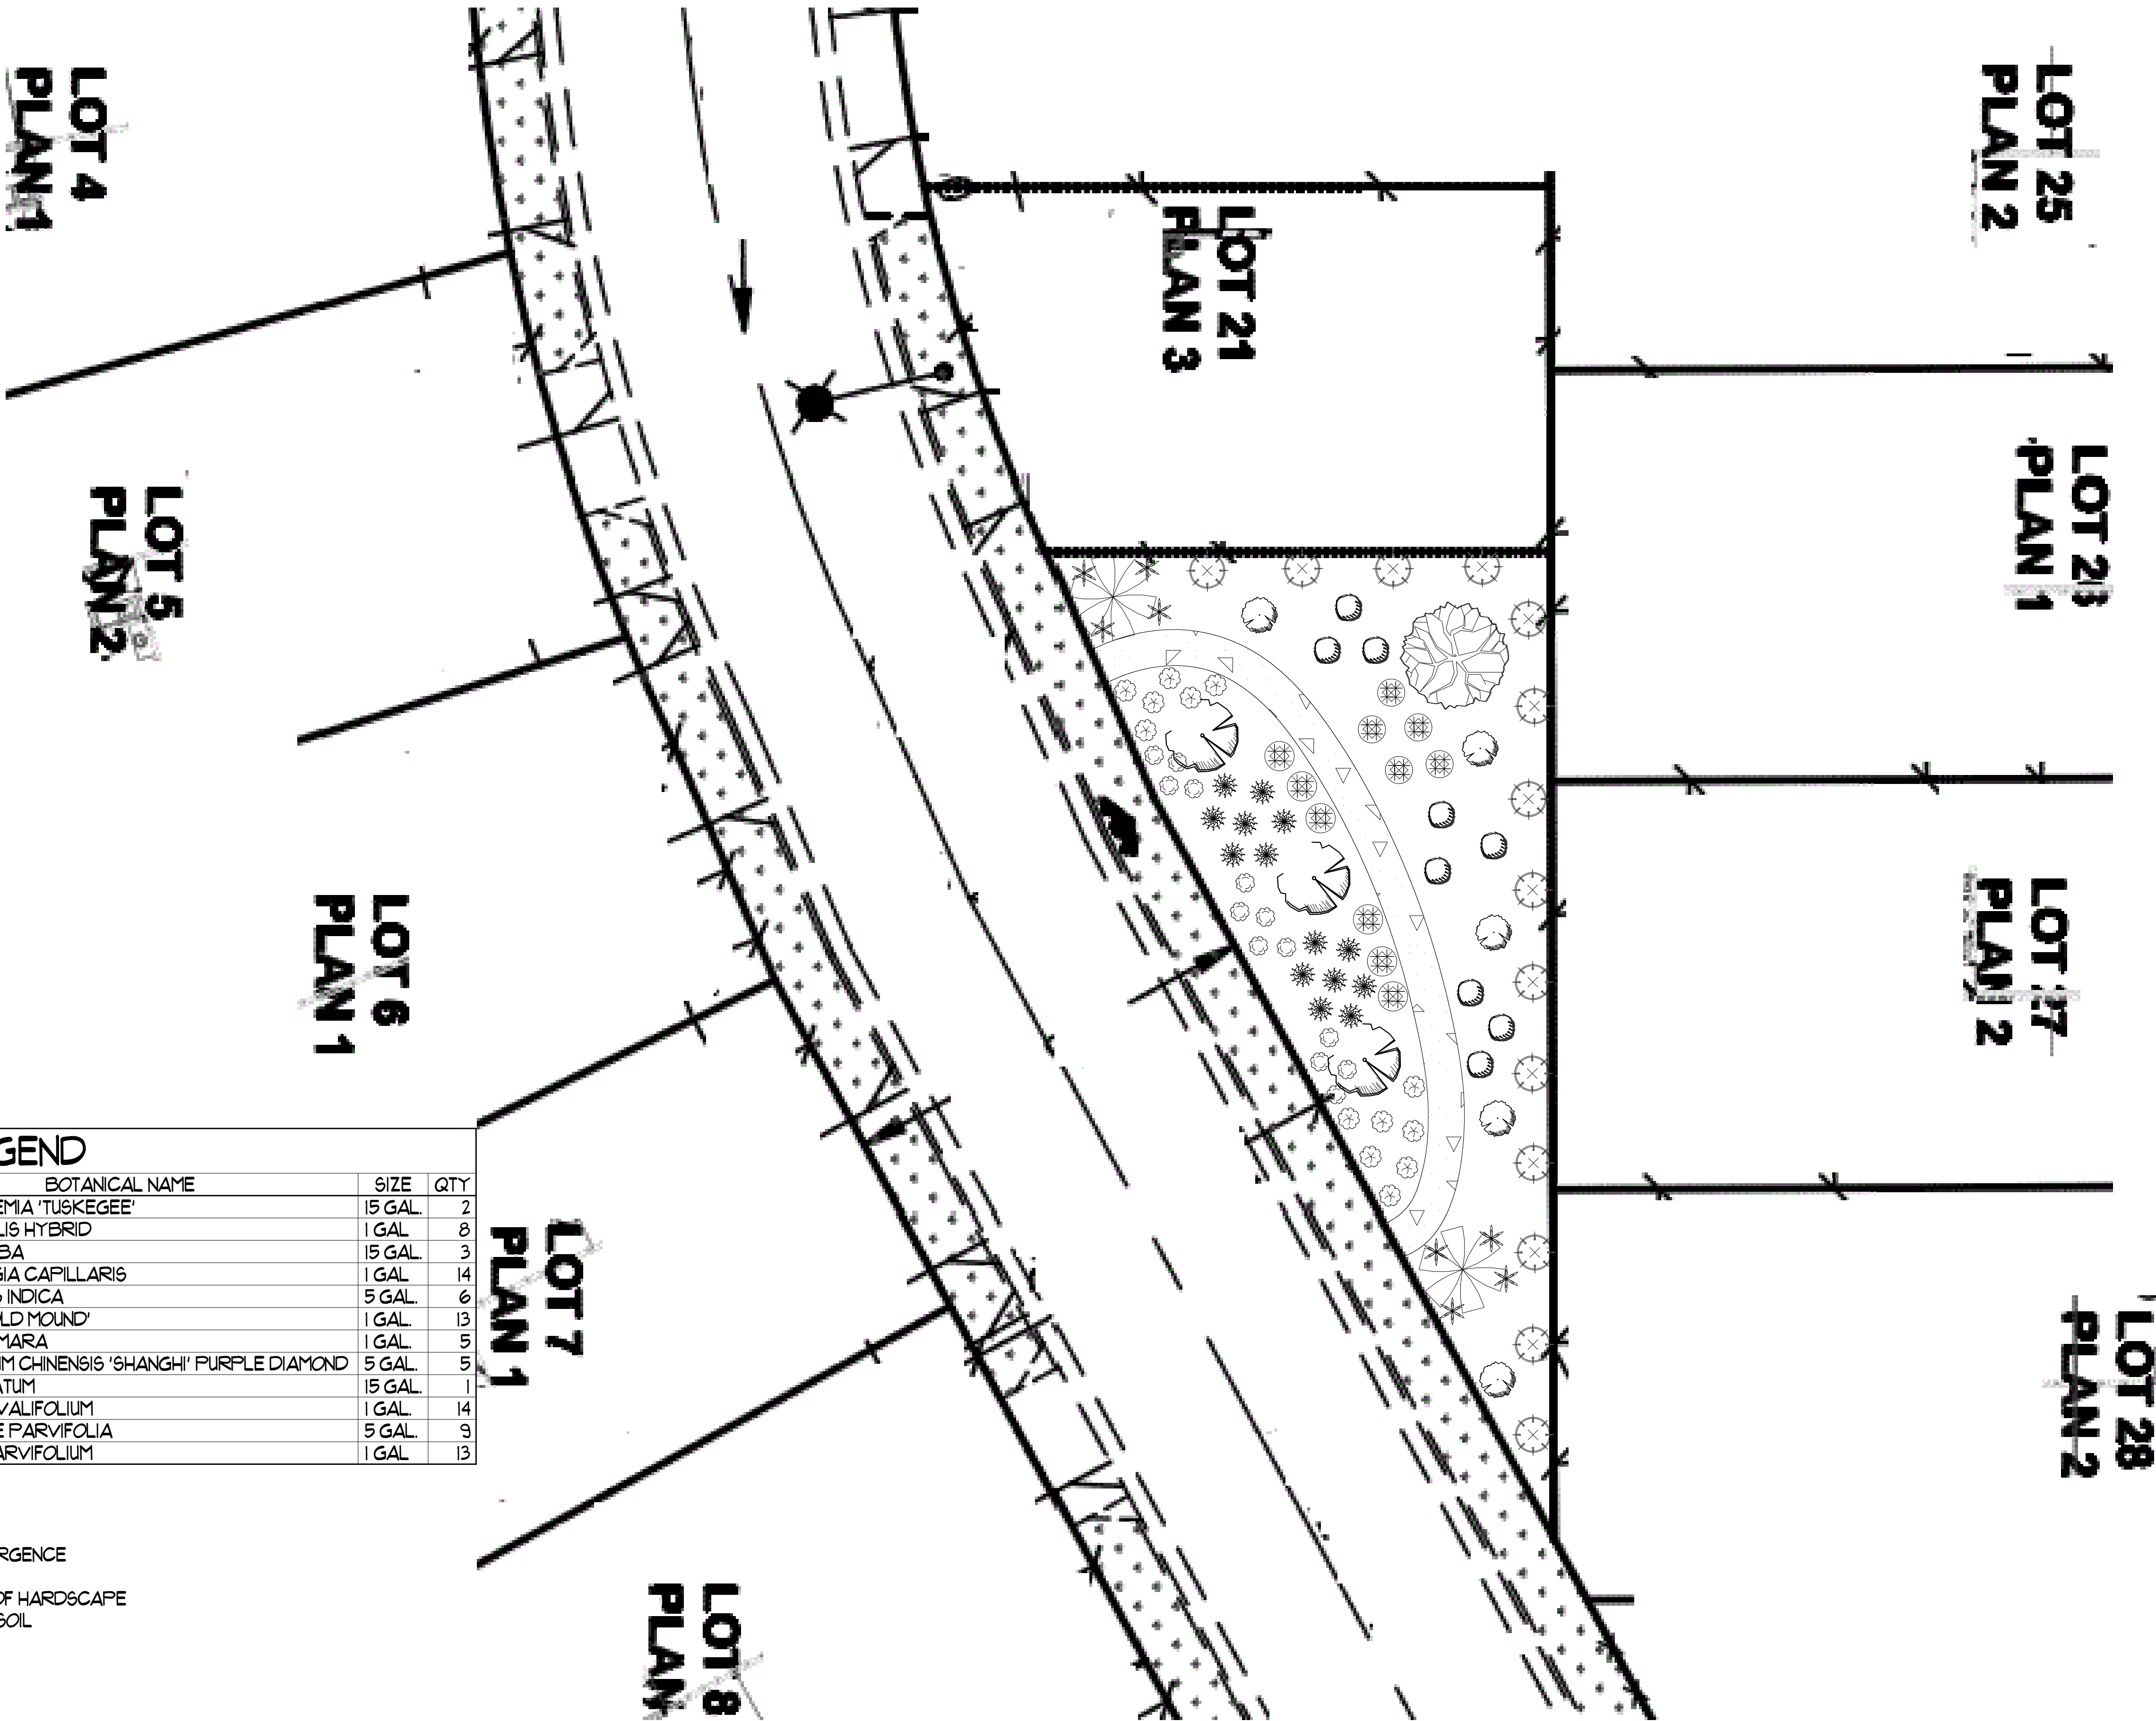 LOT 4
PLAN 1
LOT 25
PLAN 2
LOT 21
PLAN 3
LOT 5
PLAN 2
PLAN 1
LOT 6
PLAN 1
PLAN 2
GEND
BOTANICAL NAME SIZE QTY
EMIA 'TUSKEGEE' 15 GAL. 2
LIS HYBRID 1 GAL 8
BA 15 GAL. 3
GIA CAPILLARIS 1 GAL 14
S INDICA 5 GAL. 6
LD MOUND' 1 GAL. 13
MARA 1 GAL. 5
M CHINENSIS 'SHANGHI' PURPLE DIAMOND 5 GAL. 5
ATUM 15 GAL. 1
VALIFOLIUM 1 GAL. 14
E PARVIFOLIA 5 GAL. 9
ARVIFOLIUM 1 GAL 13
LOT 7
PLAN 1
LOT 28
PLAN 2
RGENCE
OF HARDSCAPE
SOIL
LOT 8
PLAN